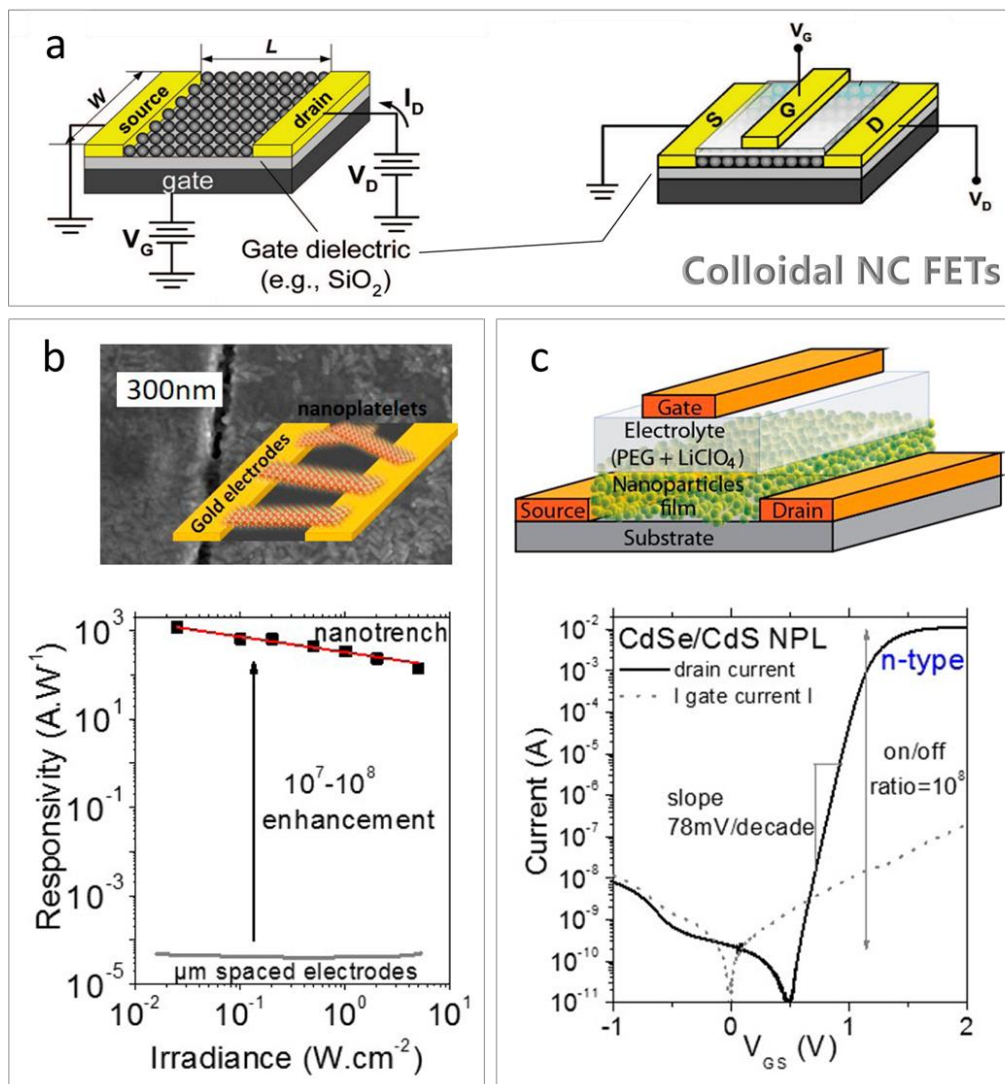 a
L
W
source
drain
I_D
gate
V_D
V_G
Gate dielectric
(e.g., SiO₂)
V_G
S
G
D
V_D
Colloidal NC FETs
b
300nm
nanoplatelets
Gold electrodes
Responsivity (A.W⁻¹)
10³
10¹
10⁻¹
10⁻³
10⁻⁵
nanotrench
10⁷-10⁸
enhancement
µm spaced electrodes
10⁻²
10⁻¹
10⁰
10¹
Irradiance (W.cm⁻²)
c
Gate
Electrolyte
(PEG + LiClO₄)
Nanoparticles
film
Source
Drain
Substrate
Current (A)
10⁻²
10⁻³
10⁻⁴
10⁻⁵
10⁻⁶
10⁻⁷
10⁻⁸
10⁻⁹
10⁻¹⁰
10⁻¹¹
CdSe/CdS NPL
drain current
I gate current I
n-type
on/off
ratio=10⁸
slope
78mV/decade
-1
0
1
2
V_GS (V)